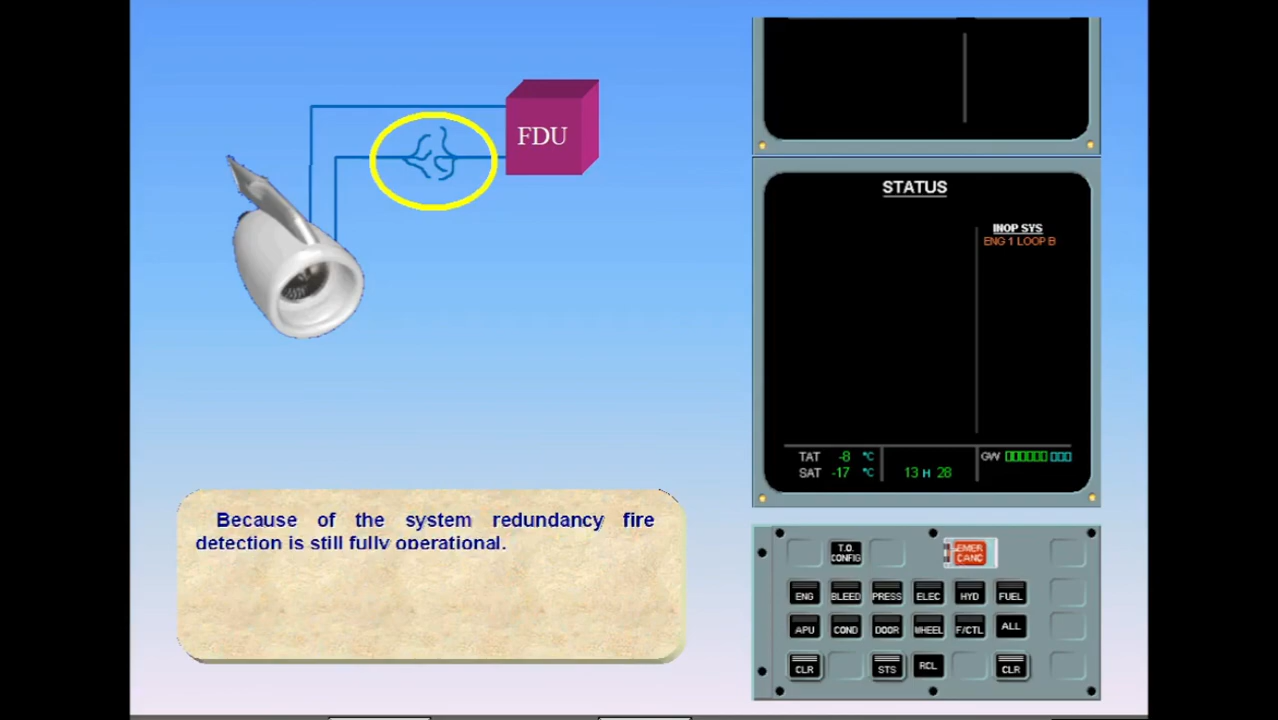 FDU
STATUS
INOP SYS
ENG 1 LOOP B
TAT -8 °C
SAT -17 °C
13 H 28
GW
Because of the system redundancy fire
detection is still fully operational.
T.O. CONFIG
EMER CANC
ENG BLEED PRESS ELEC HYD FUEL
APU COND DOOR WHEEL F/CTL ALL
CLR STS RCL CLR